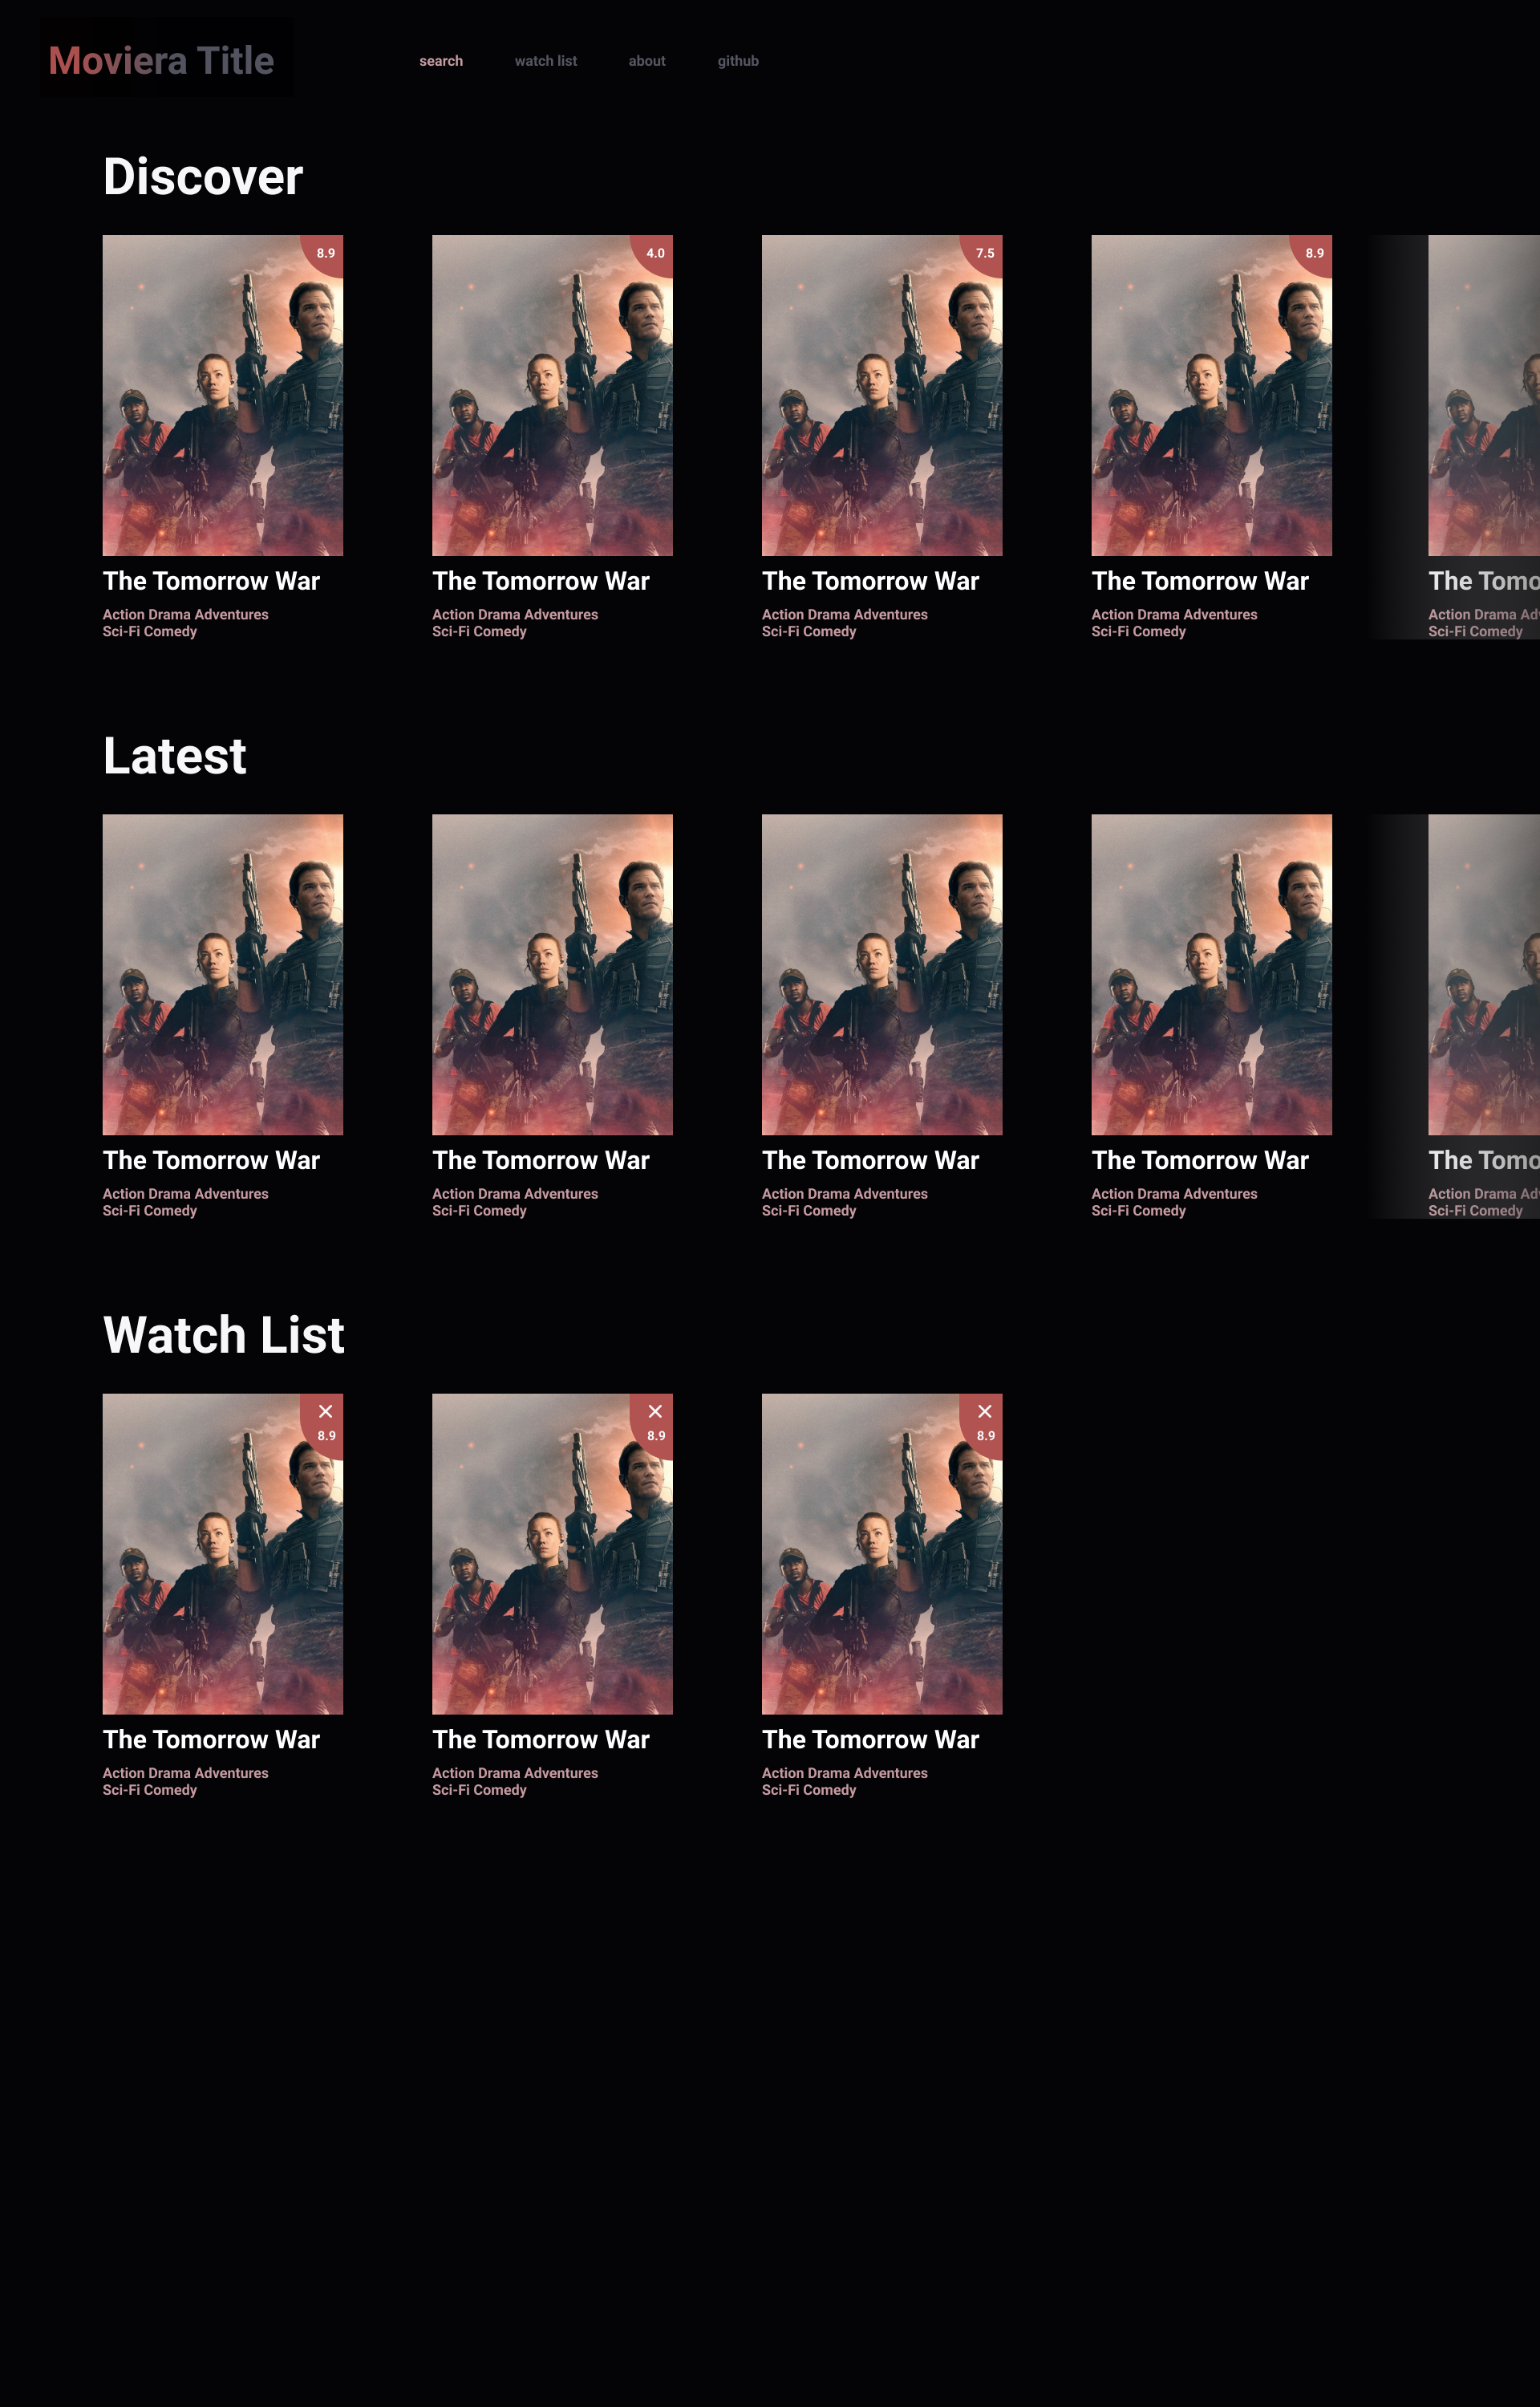 Moviera Title
search watch list about github
Discover
8.9 4.0 7.5 8.9
The Tomorrow War The Tomorrow War The Tomorrow War The Tomorrow War The Tomo
Action Drama Adventures Action Drama Adventures Action Drama Adventures Action Drama Adventures Action Drama Ad
Sci-Fi Comedy Sci-Fi Comedy Sci-Fi Comedy Sci-Fi Comedy Sci-Fi Comedy
Latest
The Tomorrow War The Tomorrow War The Tomorrow War The Tomorrow War The Tomo
Action Drama Adventures Action Drama Adventures Action Drama Adventures Action Drama Adventures Action Drama Ad
Sci-Fi Comedy Sci-Fi Comedy Sci-Fi Comedy Sci-Fi Comedy Sci-Fi Comedy
Watch List
8.9 8.9 8.9
The Tomorrow War The Tomorrow War The Tomorrow War
Action Drama Adventures Action Drama Adventures Action Drama Adventures
Sci-Fi Comedy Sci-Fi Comedy Sci-Fi Comedy